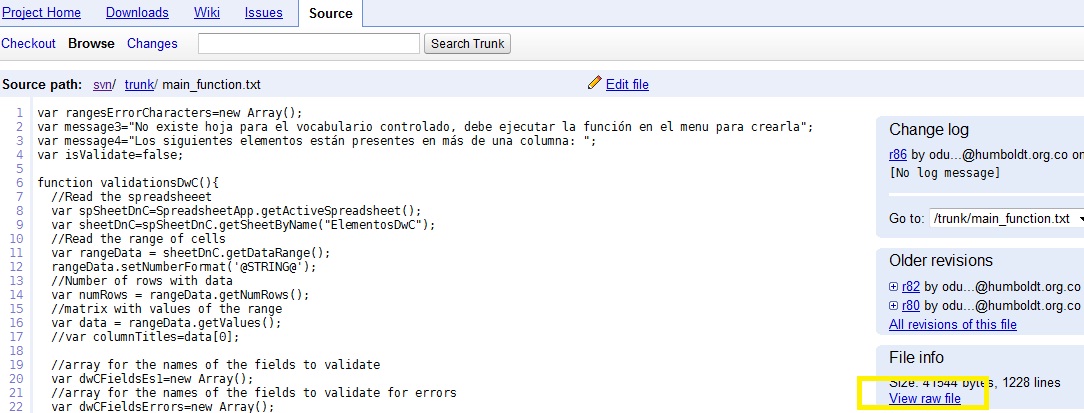 Project Home Downloads Wiki Issues Source
Checkout Browse Changes Search Trunk
Source path: svn/ trunk/ main_function.txt Edit file
1 var rangesErrorCharacters=new Array();
2 var message3="No existe hoja para el vocabulario controlado, debe ejecutar la función en el menu para crearla";
3 var message4="Los siguientes elementos están presentes en más de una columna: ";
4 var isValidate=false;
5
6 function validationsDwC(){
7 //Read the spreadsheeet
8 var spSheetDnC=SpreadsheetApp.getActiveSpreadsheet();
9 var sheetDnC=spSheetDnC.getSheetByName("ElementosDwC");
10 //Read the range of cells
11 var rangeData = sheetDnC.getDataRange();
12 rangeData.setNumberFormat('@STRING@');
13 //Number of rows with data
14 var numRows = rangeData.getNumRows();
15 //matrix with values of the range
16 var data = rangeData.getValues();
17 //var columnTitles=data[0];
18
19 //array for the names of the fields to validate
20 var dwCFieldsEs1=new Array();
21 //array for the names of the fields to validate for errors
22 var dwCFieldsErrors=new Array();
Change log
r86 by odu...@humboldt.org.co on
[No log message]
Go to: /trunk/main_function.txt
Older revisions
r82 by odu...@humboldt.org.co
r80 by odu...@humboldt.org.co
All revisions of this file
File info
Size: 41544 bytes, 1228 lines
View raw file